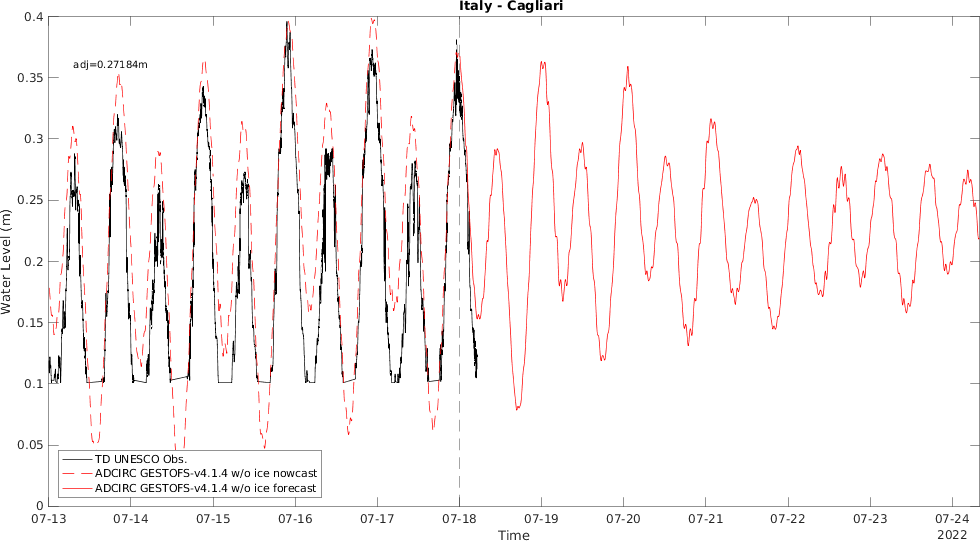 Italy - Cagliari
0.4
0.35
0.3
0.25
0.2
0.15
0.1
0.05
0
Water Level (m)
adj=0.27184m
TD UNESCO Obs.
ADCIRC GESTOFS-v4.1.4 w/o ice nowcast
ADCIRC GESTOFS-v4.1.4 w/o ice forecast
07-13 07-14 07-15 07-16 07-17 07-18 07-19 07-20 07-21 07-22 07-23 07-24
Time
2022